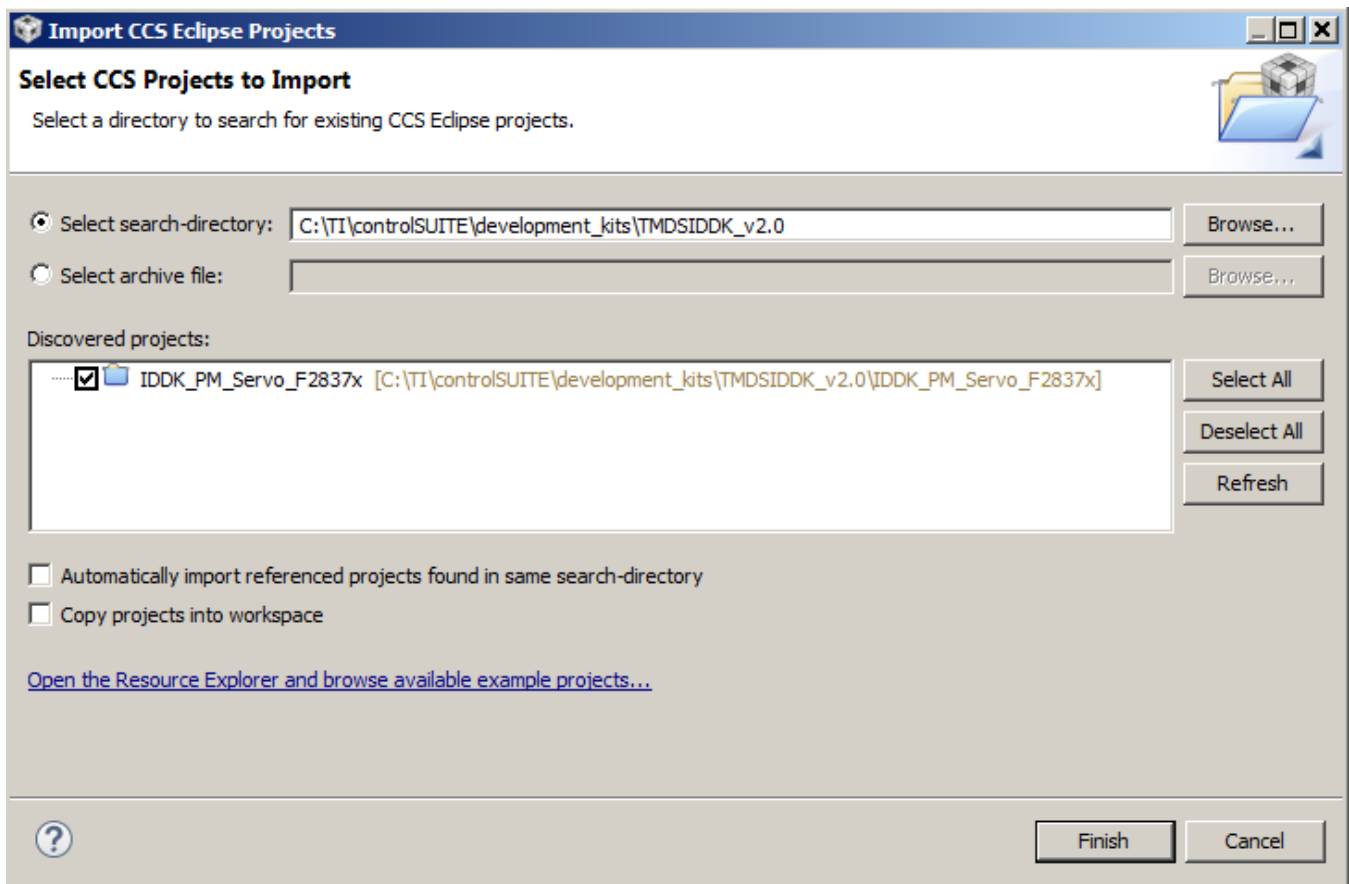 Import CCS Eclipse Projects
Select CCS Projects to Import
Select a directory to search for existing CCS Eclipse projects.
Select search-directory: C:\TI\controlSUITE\development_kits\TMDSIDDK_v2.0 Browse...
Select archive file: Browse...
Discovered projects:
IDDK_PM_Servo_F2837x [C:\TI\controlSUITE\development_kits\TMDSIDDK_v2.0\IDDK_PM_Servo_F2837x] Select All
Deselect All
Refresh
Automatically import referenced projects found in same search-directory
Copy projects into workspace
Open the Resource Explorer and browse available example projects...
? Finish Cancel